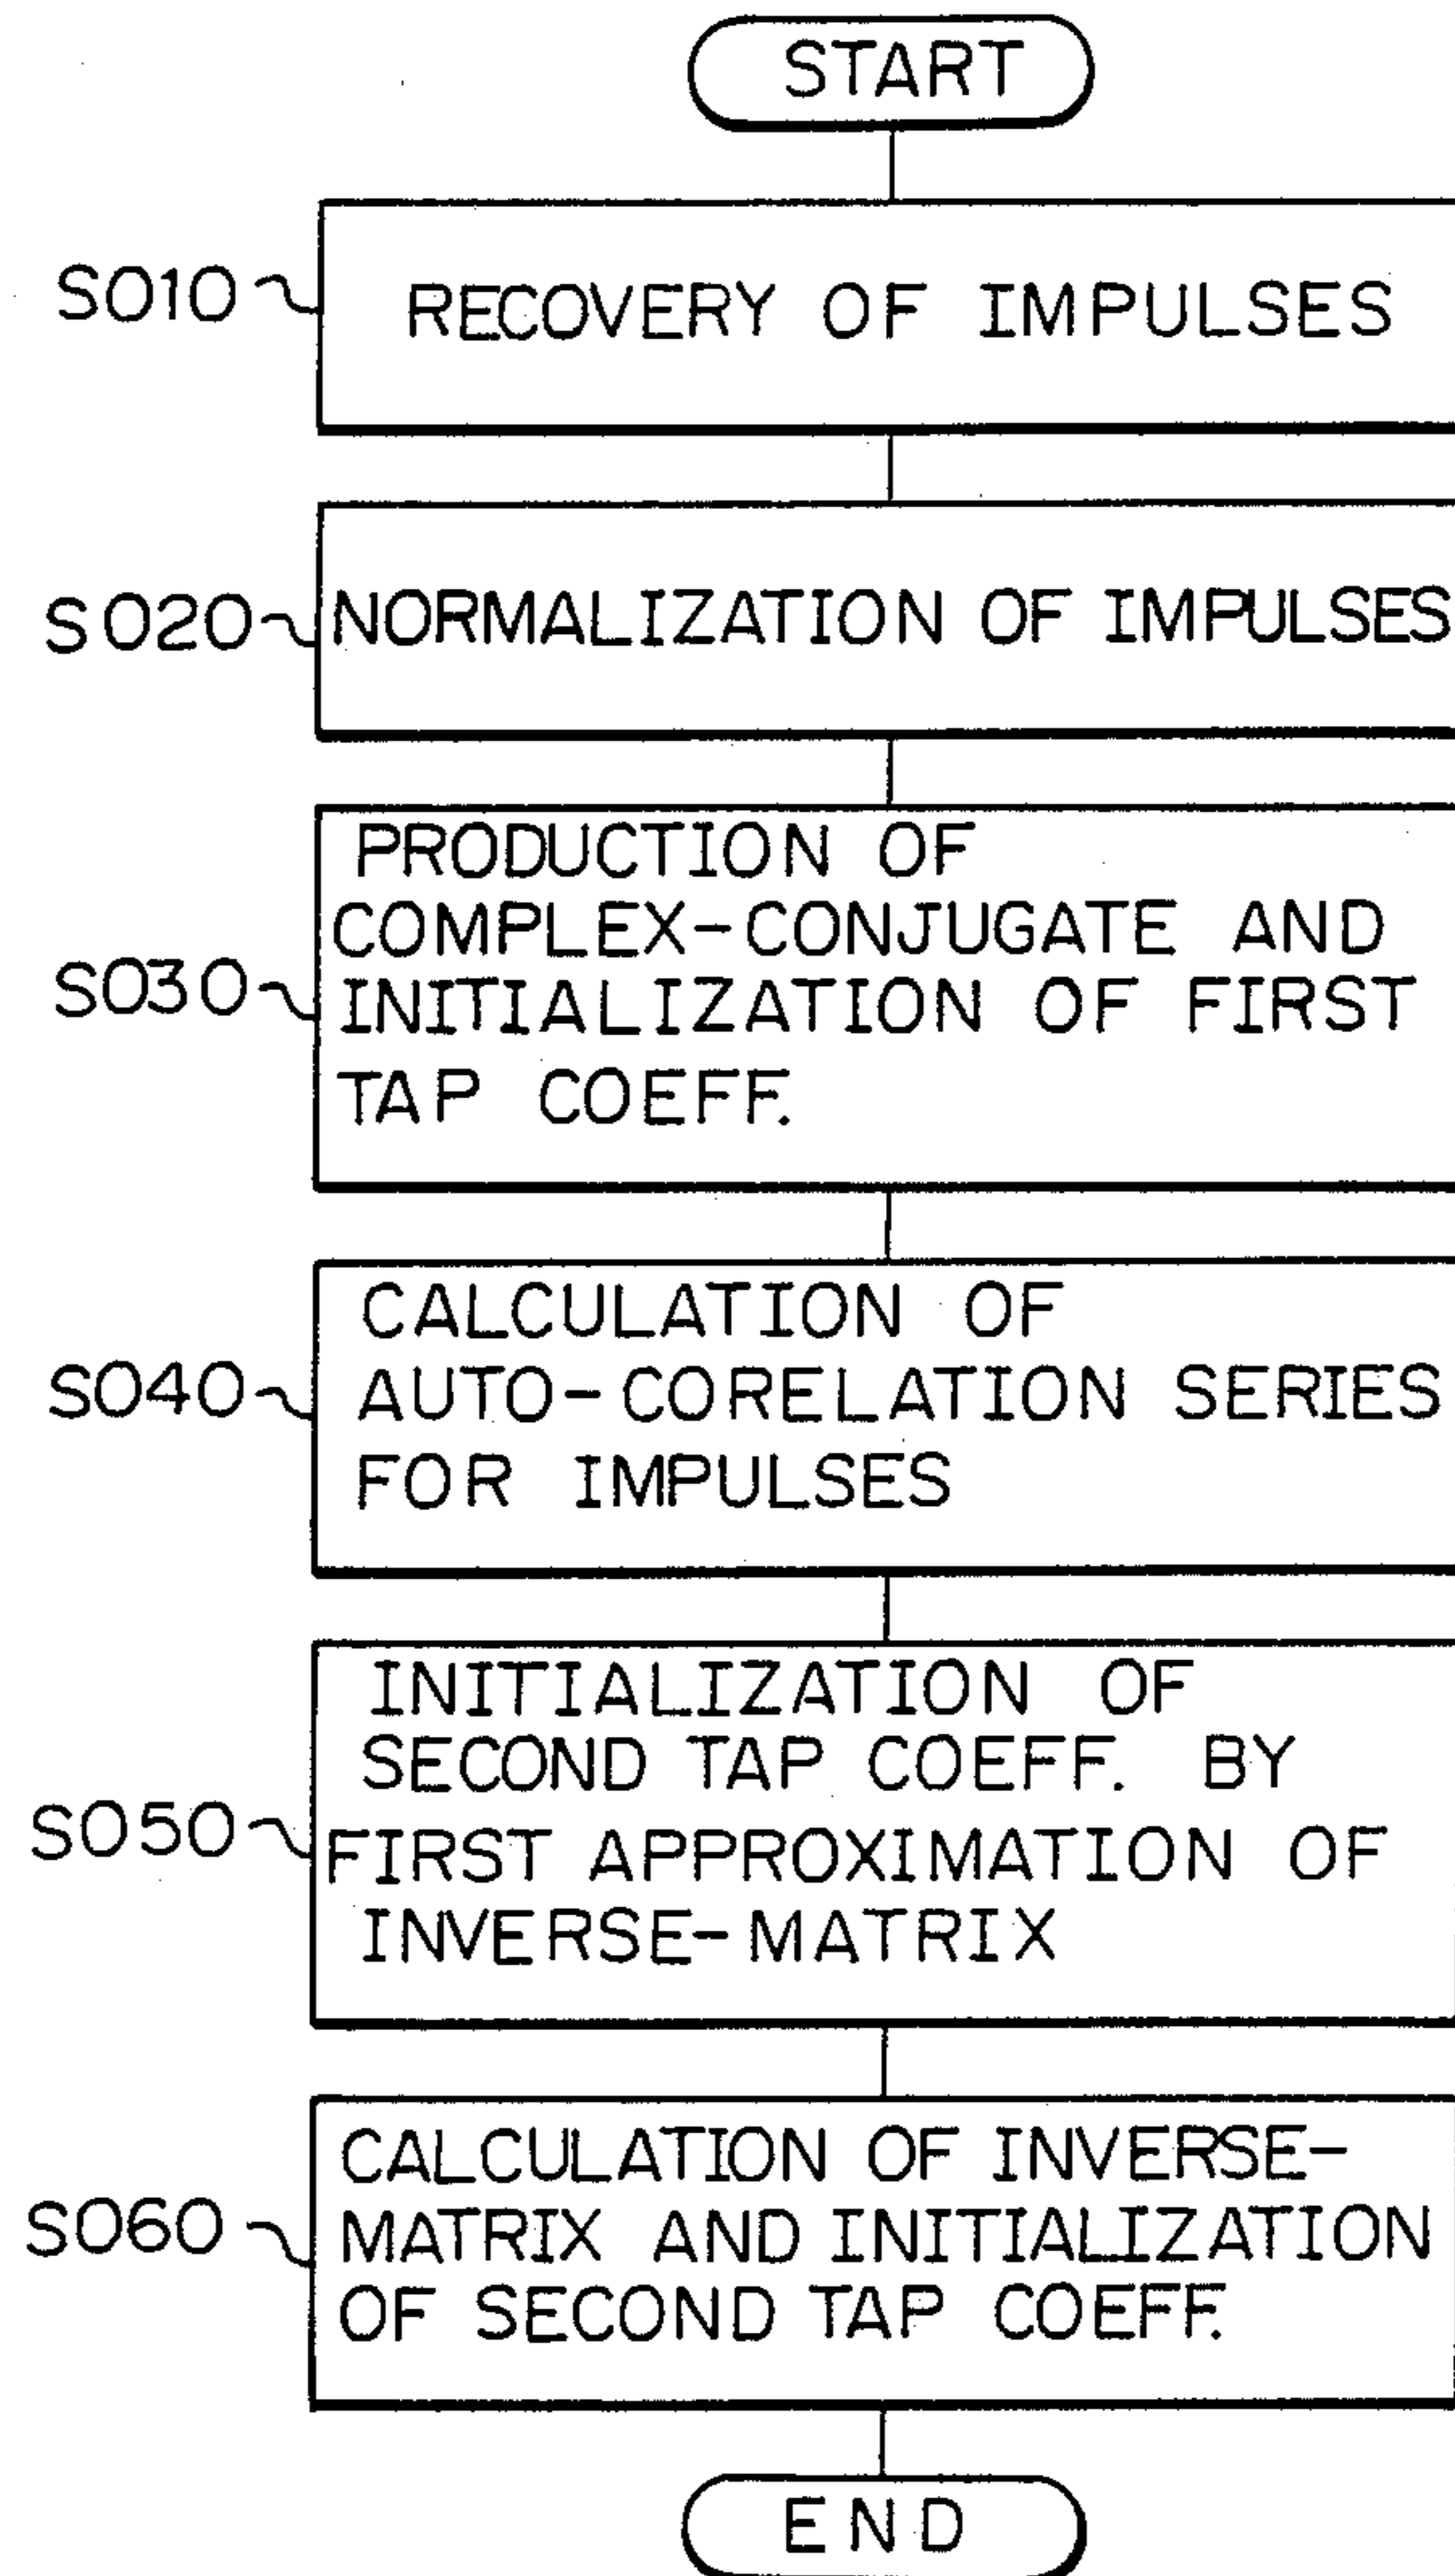 START
S010
RECOVERY OF IMPULSES
S020
NORMALIZATION OF IMPULSES
S030
PRODUCTION OF
COMPLEX-CONJUGATE AND
INITIALIZATION OF FIRST
TAP COEFF.
S040
CALCULATION OF
AUTO-CORELATION SERIES
FOR IMPULSES
S050
INITIALIZATION OF
SECOND TAP COEFF. BY
FIRST APPROXIMATION OF
INVERSE-MATRIX
S060
CALCULATION OF INVERSE-
MATRIX AND INITIALIZATION
OF SECOND TAP COEFF.
END